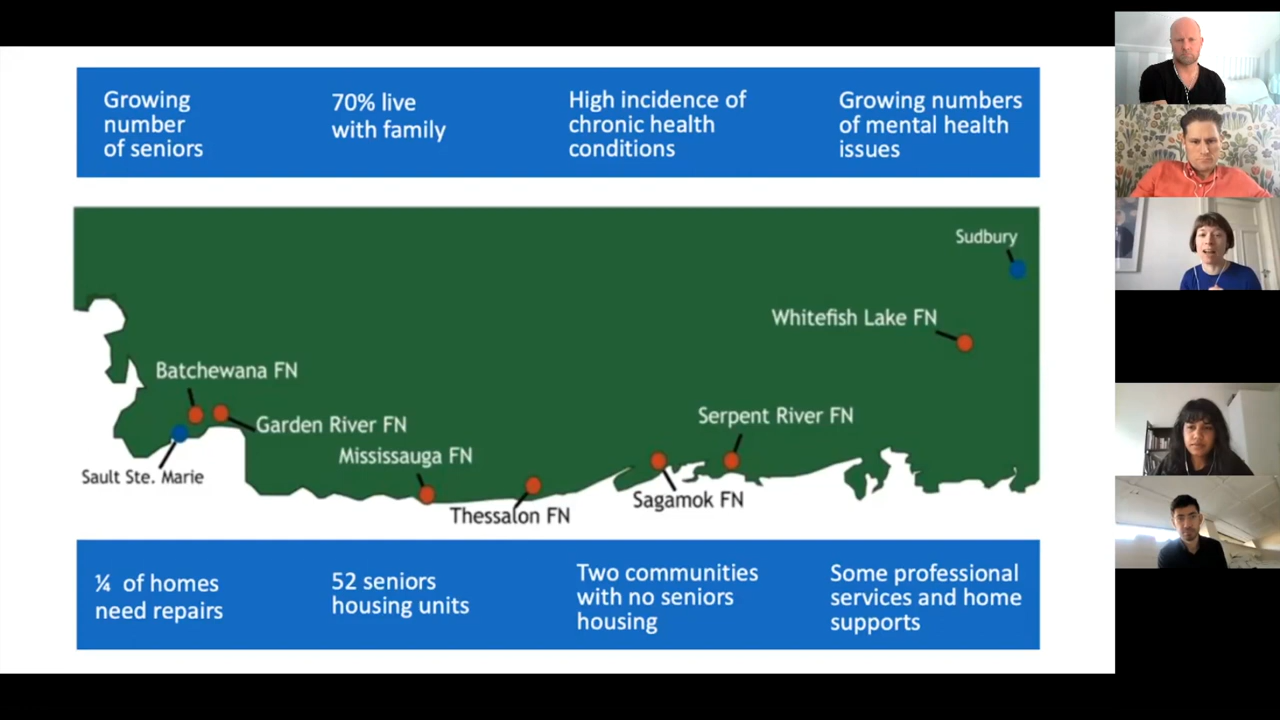 Growing
number
of seniors
70% live
with family
High incidence of
chronic health
conditions
Growing numbers
of mental health
issues
Sudbury
Whitefish Lake FN
Batchewana FN
Serpent River FN
Garden River FN
Mississauga FN
Sault Ste. Marie
Sagamok FN
Thessalon FN
¼ of homes
need repairs
52 seniors
housing units
Two communities
with no seniors
housing
Some professional
services and home
supports